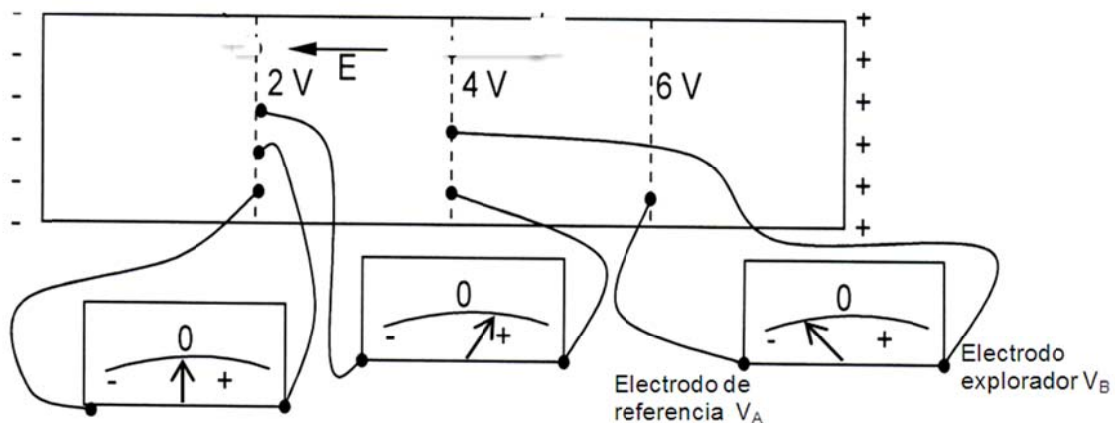 E
2 V
4 V
6 V
0
- +
0
- +
0
- +
Electrodo de
referencia V_A
Electrodo
explorador V_B